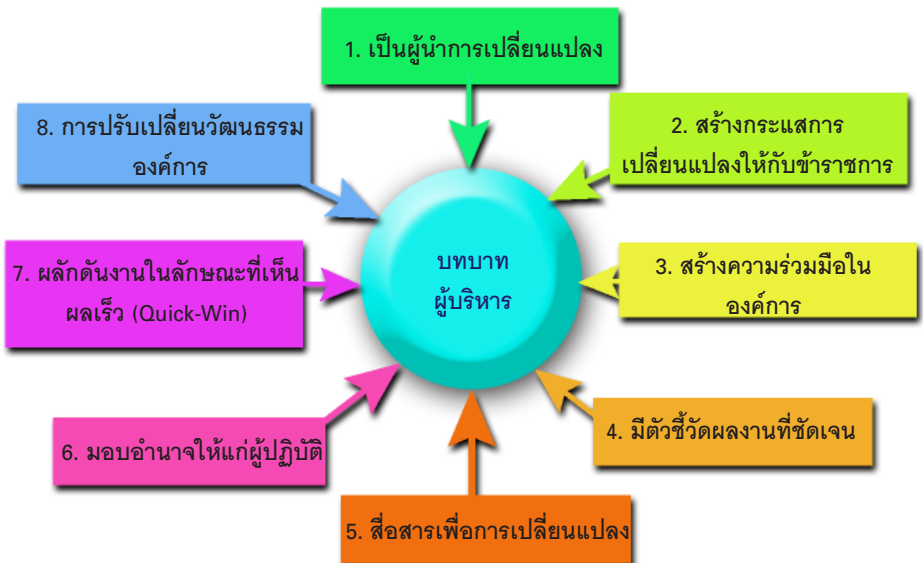 1. เป็นผู้นำการเปลี่ยนแปลง
2. สร้างกระแสการ
เปลี่ยนแปลงให้กับข้าราชการ
3. สร้างความร่วมมือใน
องค์การ
4. มีตัวชี้วัดผลงานที่ชัดเจน
5. สื่อสารเพื่อการเปลี่ยนแปลง
6. มอบอำนาจให้แก่ผู้ปฏิบัติ
7. ผลักดันงานในลักษณะที่เห็น
ผลเร็ว (Quick-Win)
8. การปรับเปลี่ยนวัฒนธรรม
องค์การ
บทบาท
ผู้บริหาร